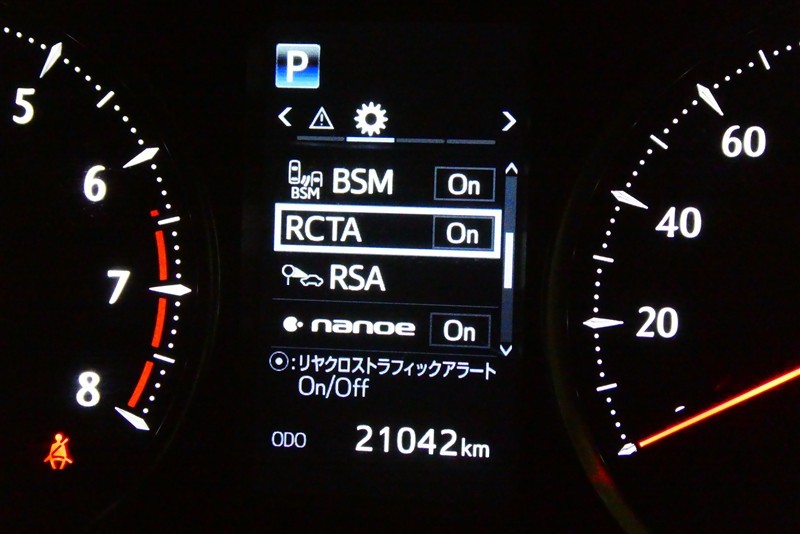 P
BSM BSM On
RCTA On
RSA
nanoe On
:リヤクロストラフィックアラート
On/Off
ODO 21042km
5
6
7
8
60
40
20